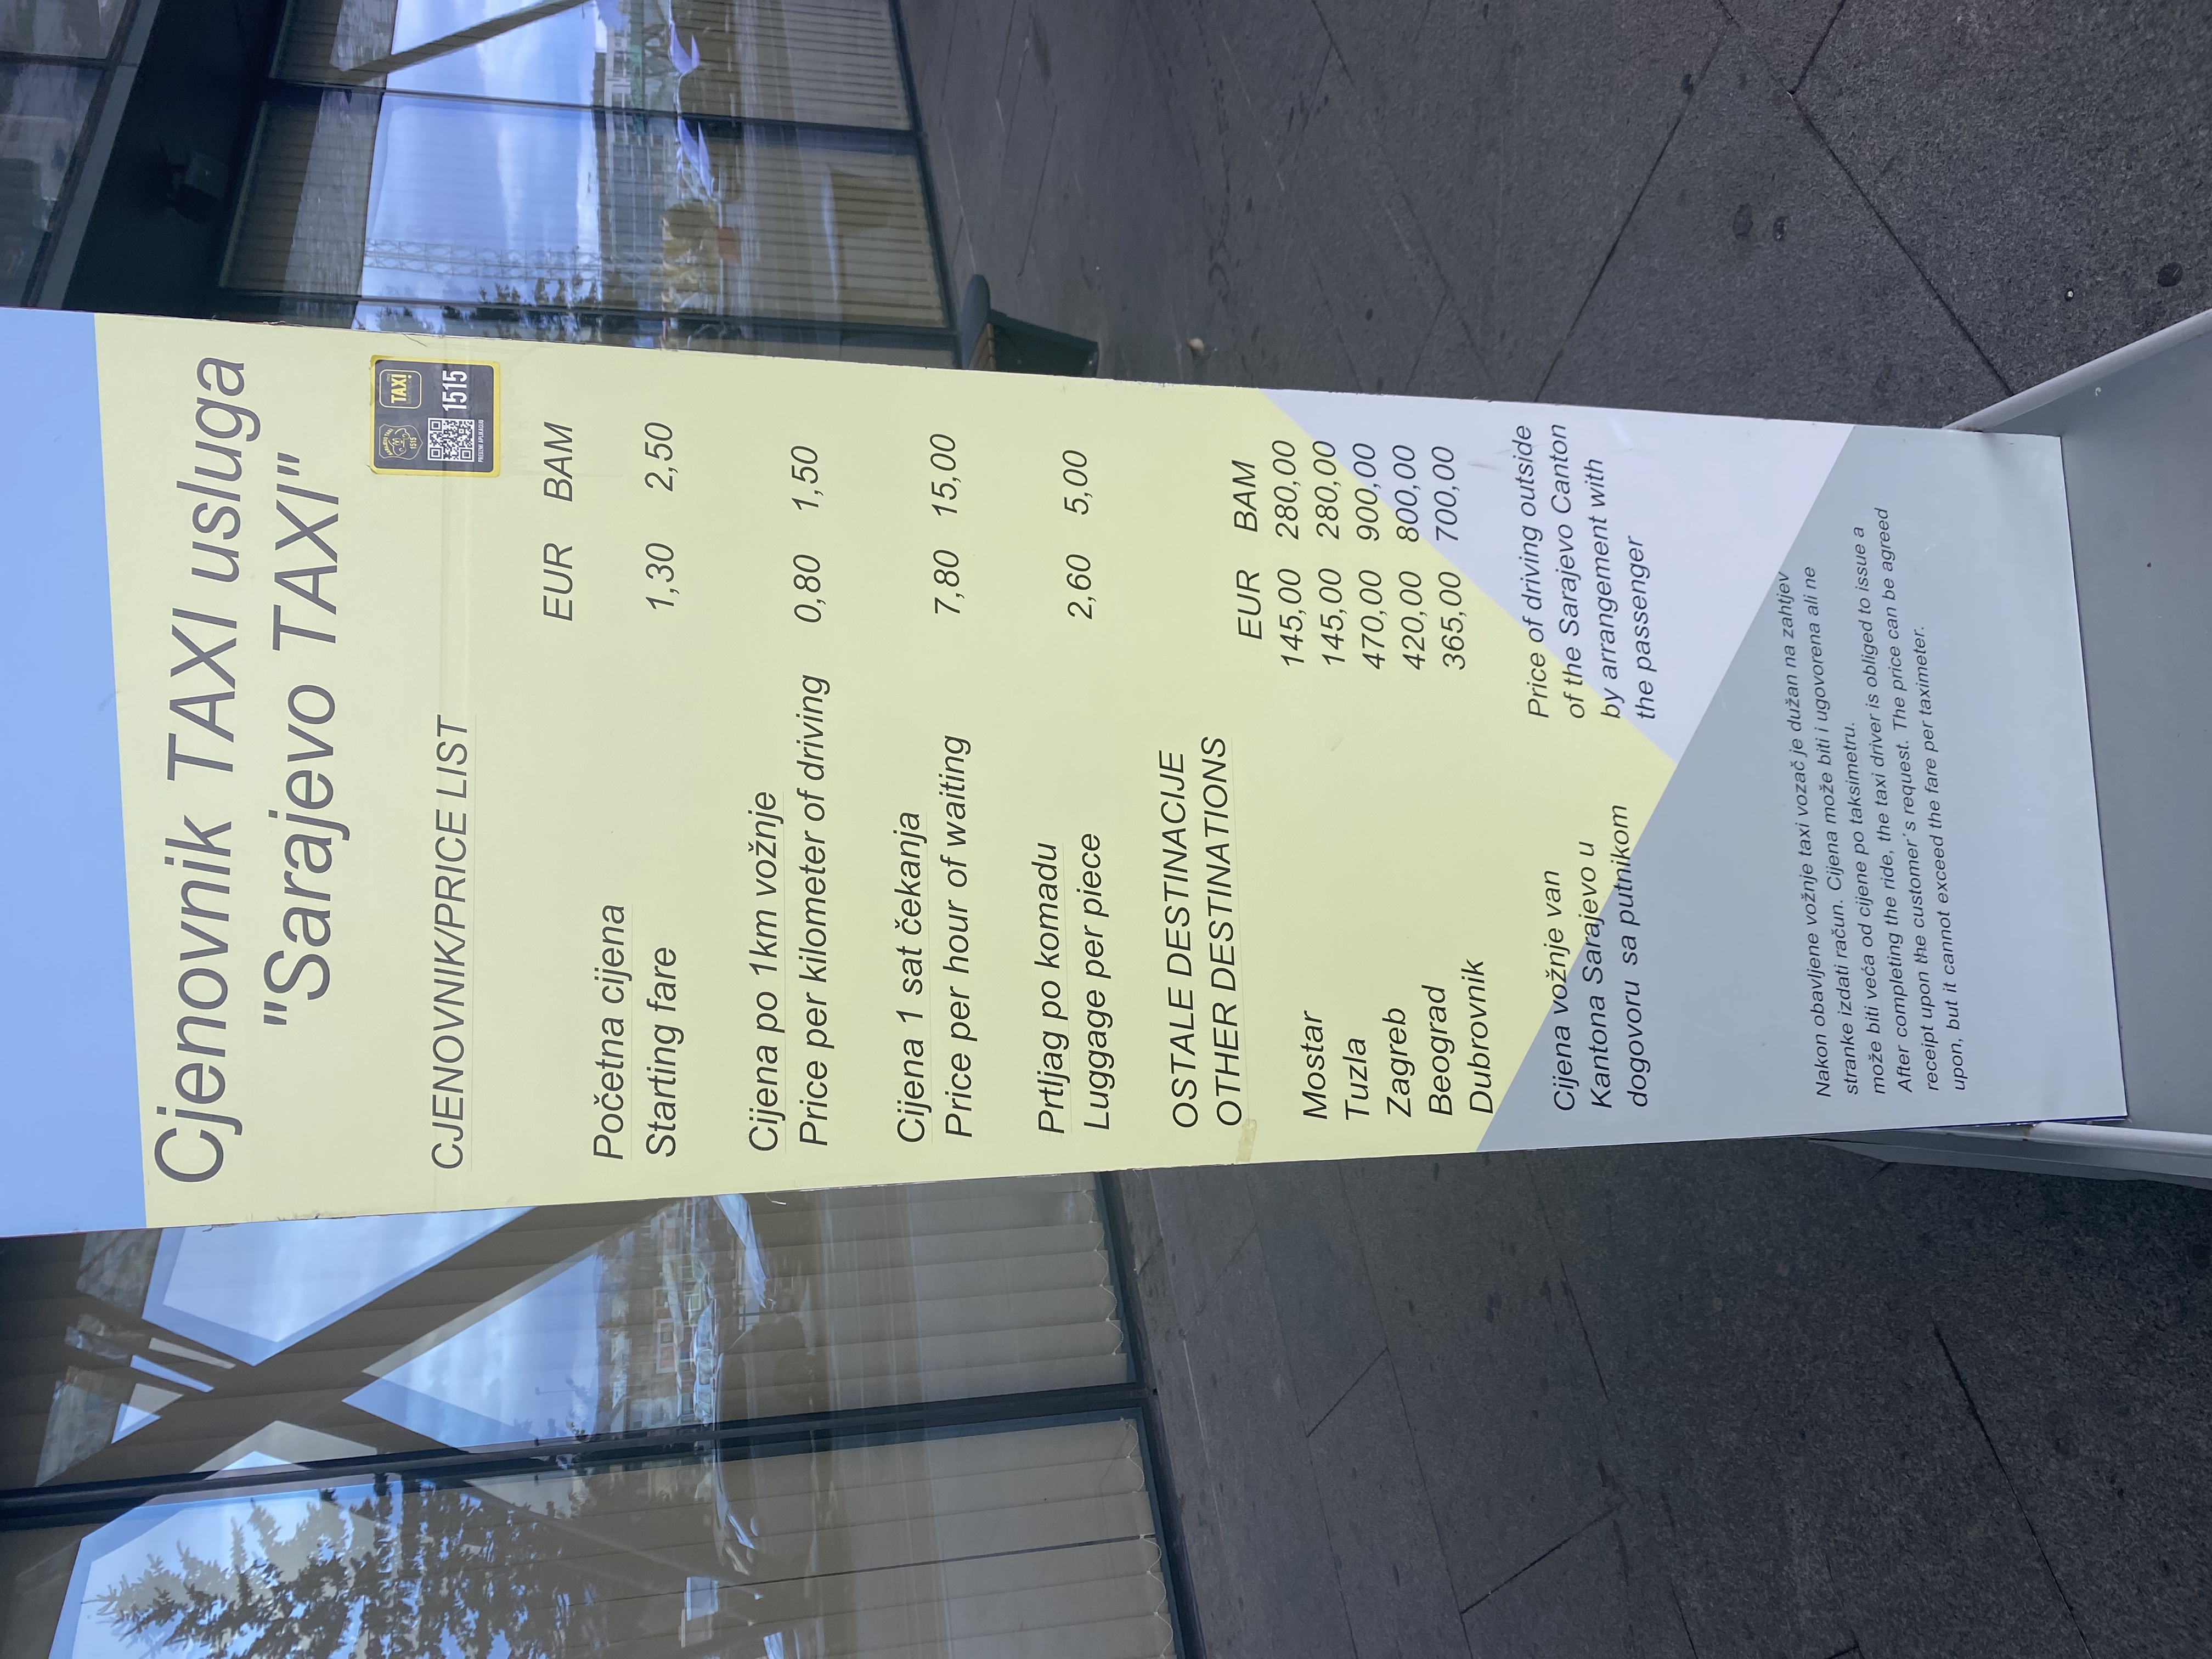 Cjenovnik TAXI usluga
"Sarajevo TAXI"
SARAJEVO TAXI
1515
TAXI
1515
PREUZMI APLIKACIJU
CJENOVNIK/PRICE LIST
EUR BAM
Početna cijena
Starting fare 1,30 2,50
Cijena po 1km vožnje
Price per kilometer of driving 0,80 1,50
Cijena 1 sat čekanja
Price per hour of waiting 7,80 15,00
Prtljag po komadu
Luggage per piece 2,60 5,00
OSTALE DESTINACIJE
OTHER DESTINATIONS
EUR BAM
Mostar 145,00 280,00
Tuzla 145,00 280,00
Zagreb 470,00 900,00
Beograd 420,00 800,00
Dubrovnik 365,00 700,00
Cijena vožnje van
Kantona Sarajevo u
dogovoru sa putnikom
Price of driving outside
of the Sarajevo Canton
by arrangement with
the passenger
Nakon obavljene vožnje taxi vozač je dužan na zahtjev
stranke izdati račun. Cijena može biti i ugovorena ali ne
može biti veća od cijene po taksimetru.
After completing the ride, the taxi driver is obliged to issue a
receipt upon the customer´s request. The price can be agreed
upon, but it cannot exceed the fare per taximeter.